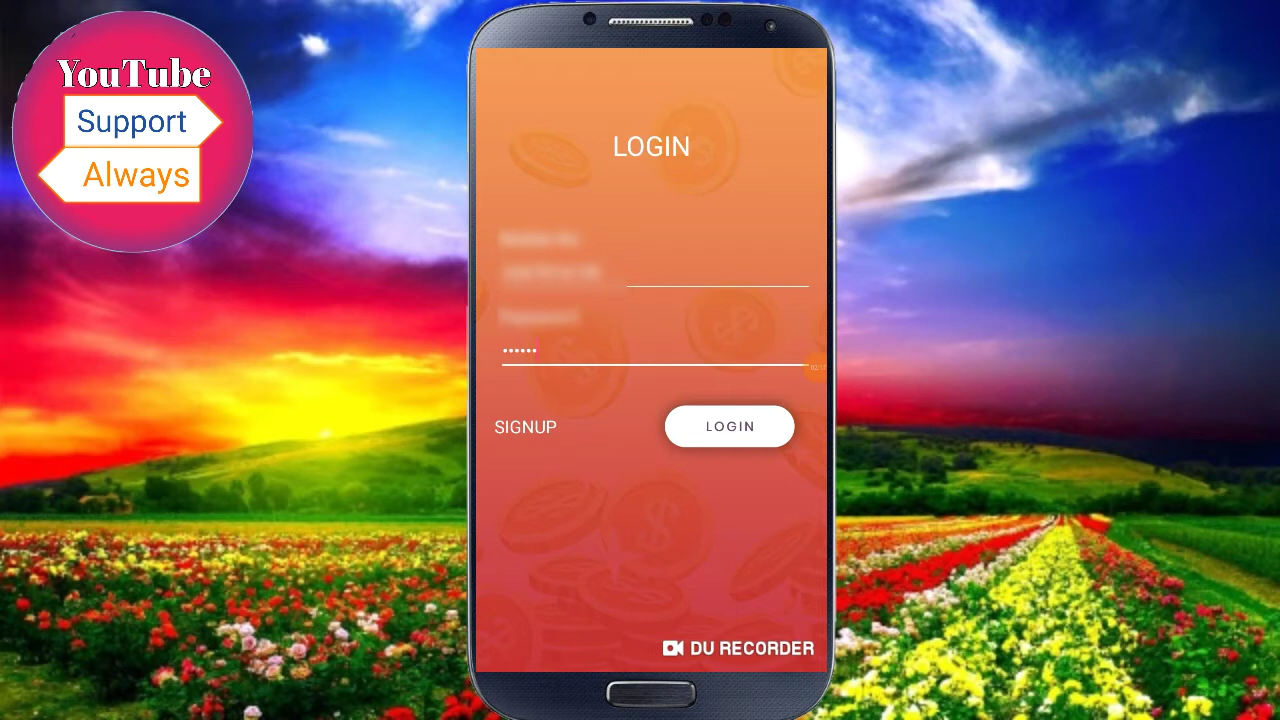 YouTube
Support
Always
LOGIN
••••••
SIGNUP
LOGIN
DU RECORDER